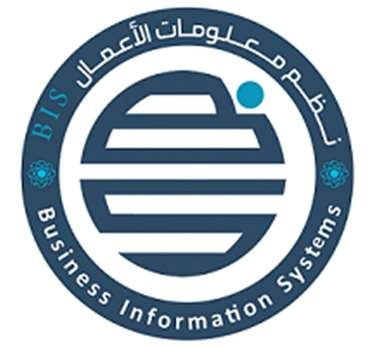 نظم معلومات الأعمال BIS
Business Information Systems